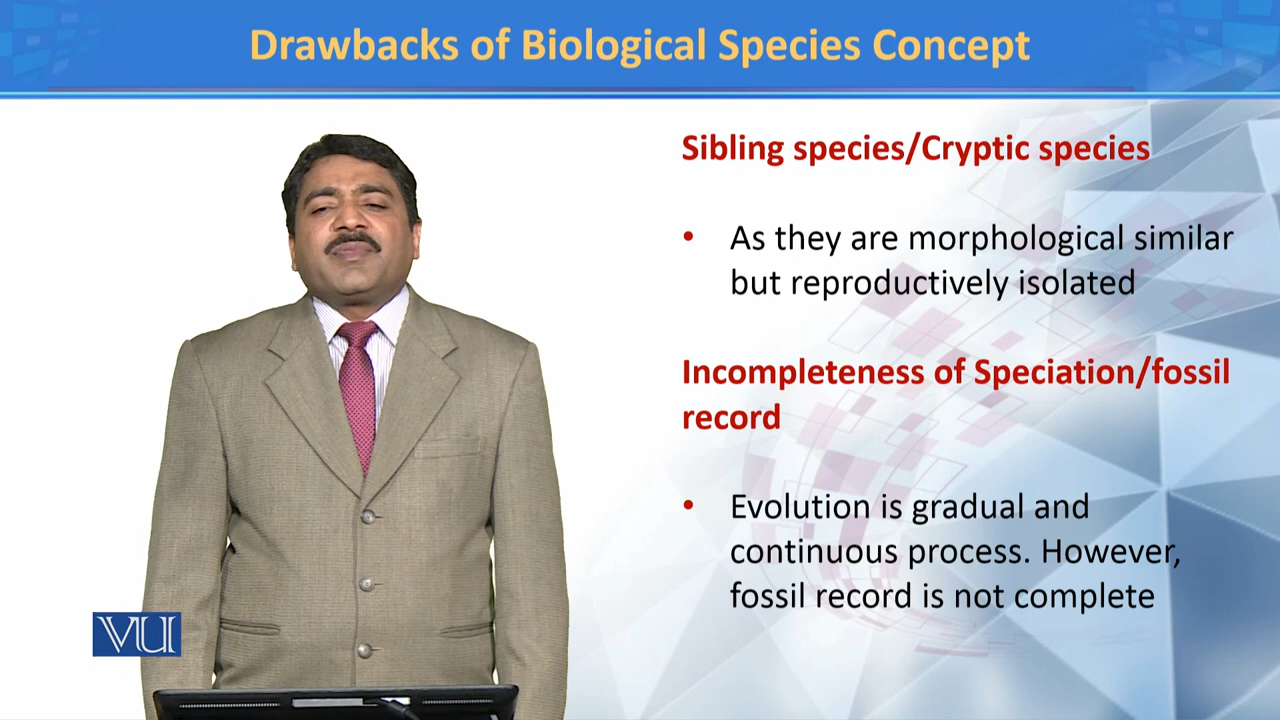 Drawbacks of Biological Species Concept
Sibling species/Cryptic species
• As they are morphological similar
but reproductively isolated
Incompleteness of Speciation/fossil
record
• Evolution is gradual and
continuous process. However,
fossil record is not complete
VU